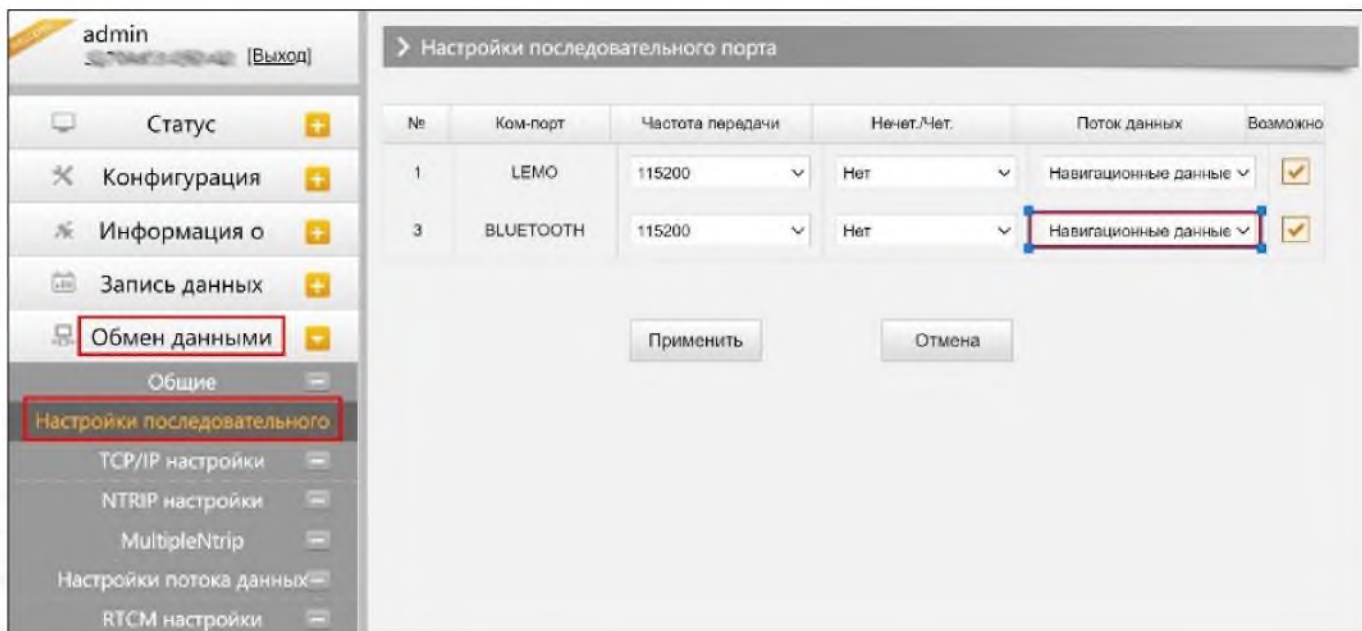 admin
[Выход]
Статус
Конфигурация
Информация о
Запись данных
Обмен данными
Общие
Настройки последовательного
TCP/IP настройки
NTRIP настройки
MultipleNtrip
Настройки потока данных
RTCM настройки
Настройки последовательного порта
№ Ком-порт Частота передачи Нечет./Чет. Поток данных Возможно
1 LEMO 115200 Нет Навигационные данные
3 BLUETOOTH 115200 Нет Навигационные данные
Применить Отмена